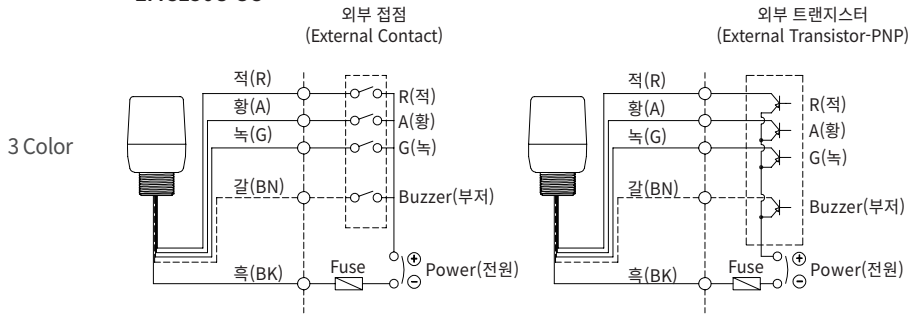 외부 접점
(External Contact)
외부 트랜지스터
(External Transistor-PNP)
3 Color
적(R)
황(A)
녹(G)
갈(BN)
흑(BK)
R(적)
A(황)
G(녹)
Buzzer(부저)
Fuse
Power(전원)
적(R)
황(A)
녹(G)
갈(BN)
흑(BK)
R(적)
A(황)
G(녹)
Buzzer(부저)
Fuse
Power(전원)